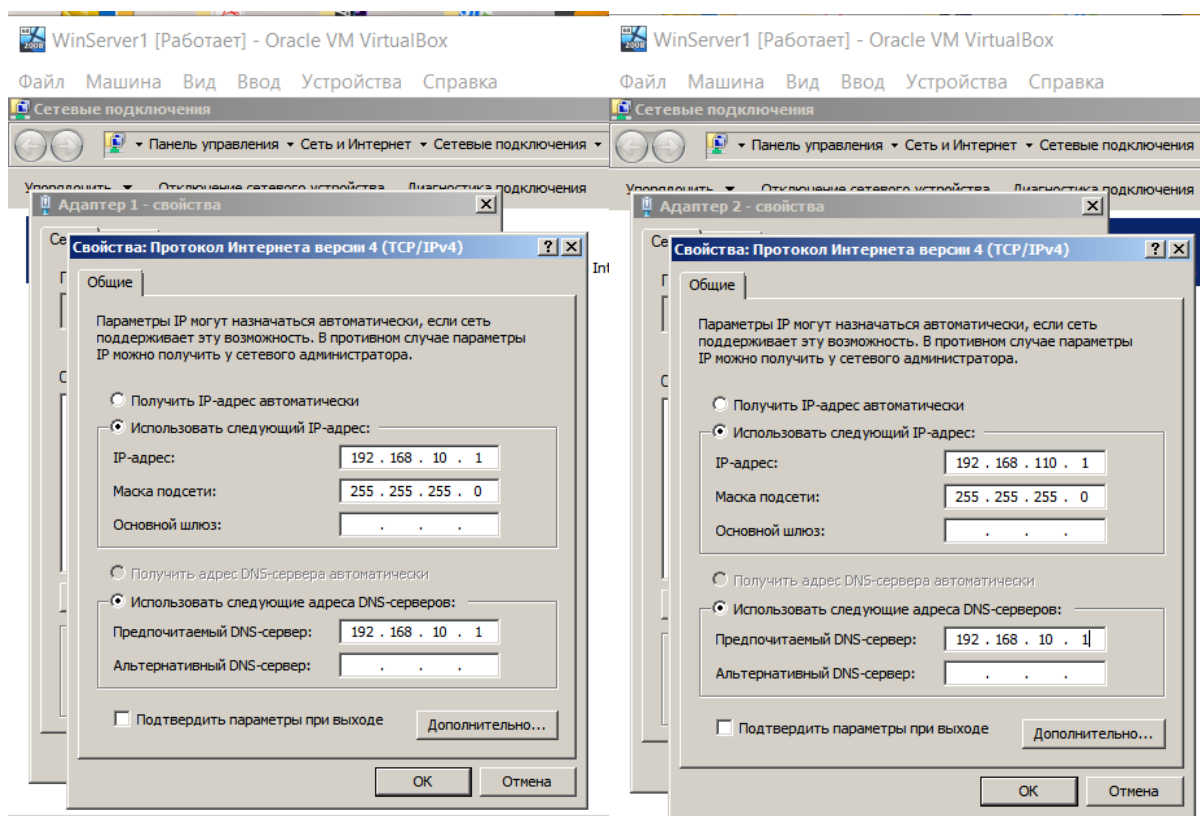 WinServer1 [Работает] - Oracle VM VirtualBox
Файл Машина Вид Ввод Устройства Справка
Сетевые подключения
Панель управления Сеть и Интернет Сетевые подключения
Упорядочить Отключение сетевого устройства Диагностика подключения
Адаптер 1 - свойства
Се
Свойства: Протокол Интернета версии 4 (TCP/IPv4)
Int
Общие
Параметры IP могут назначаться автоматически, если сеть
поддерживает эту возможность. В противном случае параметры
IP можно получить у сетевого администратора.
Получить IP-адрес автоматически
Использовать следующий IP-адрес:
IP-адрес: 192 . 168 . 10 . 1
Маска подсети: 255 . 255 . 255 . 0
Основной шлюз: . . .
Получить адрес DNS-сервера автоматически
Использовать следующие адреса DNS-серверов:
Предпочитаемый DNS-сервер: 192 . 168 . 10 . 1
Альтернативный DNS-сервер: . . .
Подтвердить параметры при выходе Дополнительно...
ОК Отмена
WinServer1 [Работает] - Oracle VM VirtualBox
Файл Машина Вид Ввод Устройства Справка
Сетевые подключения
Панель управления Сеть и Интернет Сетевые подключения
Упорядочить Отключение сетевого устройства Диагностика подключения
Адаптер 2 - свойства
Се
Свойства: Протокол Интернета версии 4 (TCP/IPv4)
Общие
Параметры IP могут назначаться автоматически, если сеть
поддерживает эту возможность. В противном случае параметры
IP можно получить у сетевого администратора.
Получить IP-адрес автоматически
Использовать следующий IP-адрес:
IP-адрес: 192 . 168 . 110 . 1
Маска подсети: 255 . 255 . 255 . 0
Основной шлюз: . . .
Получить адрес DNS-сервера автоматически
Использовать следующие адреса DNS-серверов:
Предпочитаемый DNS-сервер: 192 . 168 . 10 . 1
Альтернативный DNS-сервер: . . .
Подтвердить параметры при выходе Дополнительно...
ОК Отмена